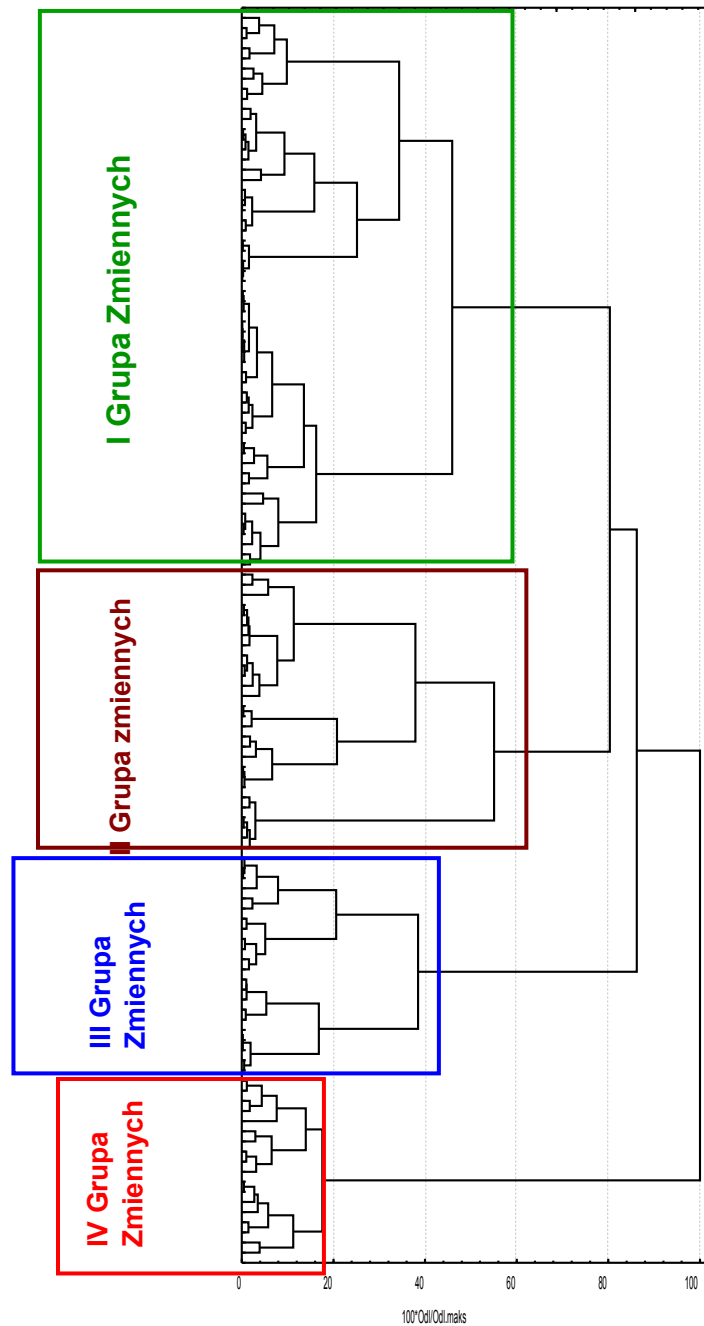 I Grupa Zmiennych
II Grupa zmiennych
III Grupa
Zmiennych
IV Grupa
Zmiennych
0 20 40 60 80 100
100*Odl/Odl.maks